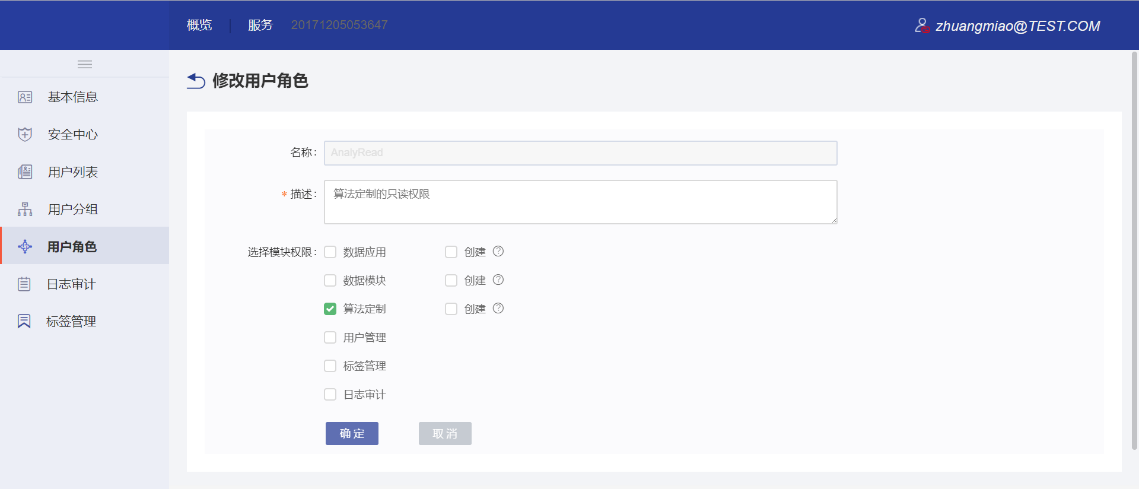 概览 服务 20171205053647 zhuangmiao@TEST.COM
基本信息
安全中心
用户列表
用户分组
用户角色
日志审计
标签管理
修改用户角色
名称: AnalyRead
* 描述: 算法定制的只读权限
选择模块权限: 数据应用 创建 ?
数据模块 创建 ?
算法定制 创建 ?
用户管理
标签管理
日志审计
确定 取消